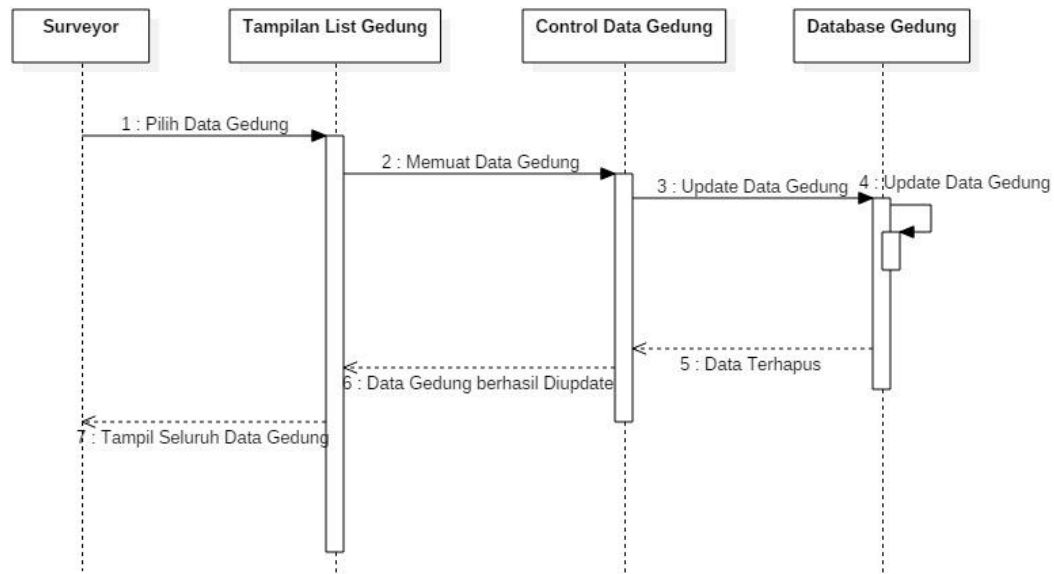 Surveyor
Tampilan List Gedung
Control Data Gedung
Database Gedung
1 : Pilih Data Gedung
2 : Memuat Data Gedung
3 : Update Data Gedung
4 : Update Data Gedung
5 : Data Terhapus
6 : Data Gedung berhasil Diupdate
7 : Tampil Seluruh Data Gedung